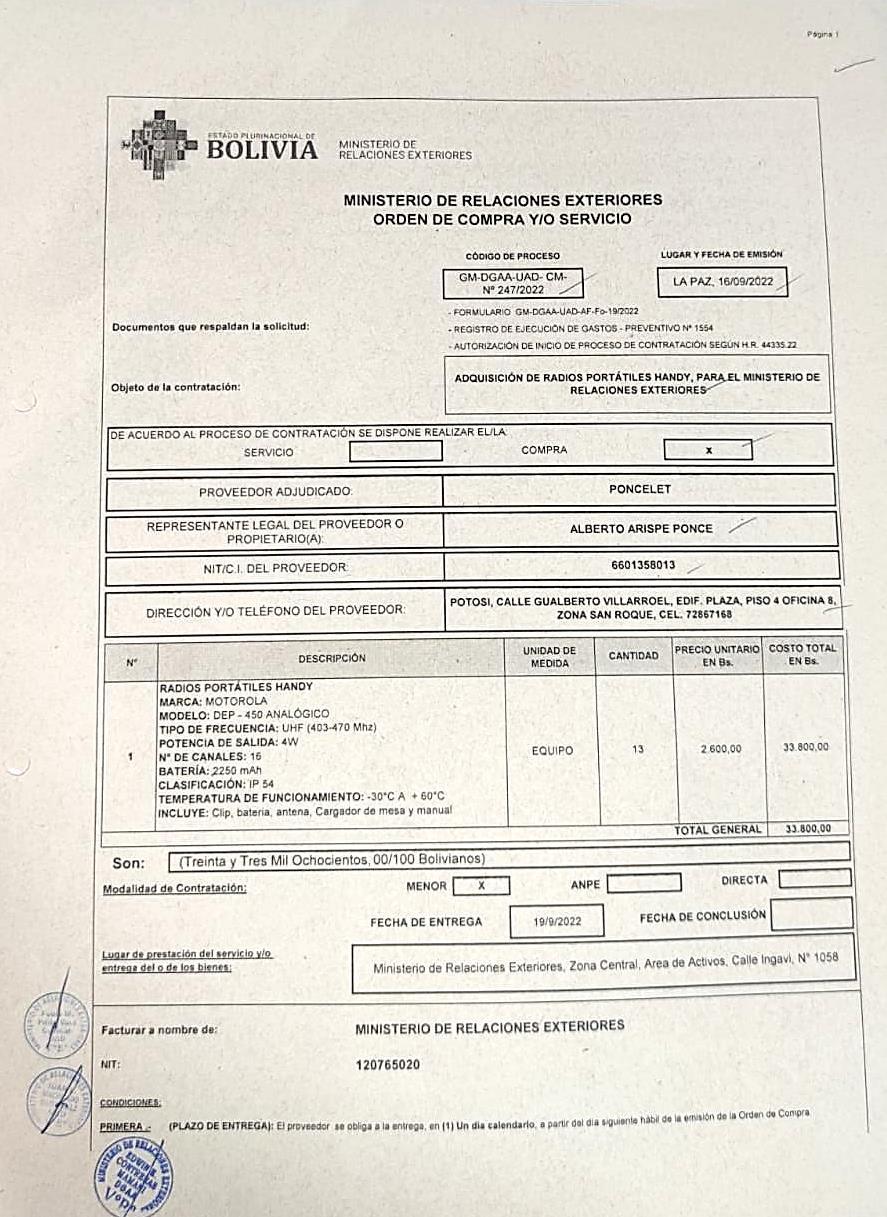 Página 1
ESTADO PLURINACIONAL DE
BOLIVIA
MINISTERIO DE
RELACIONES EXTERIORES
MINISTERIO DE RELACIONES EXTERIORES
ORDEN DE COMPRA Y/O SERVICIO
CÓDIGO DE PROCESO
LUGAR Y FECHA DE EMISIÓN
GM-DGAA-UAD- CM-
Nº 247/2022
LA PAZ, 16/09/2022
Documentos que respaldan la solicitud:
- FORMULARIO GM-DGAA-UAD-AF-Fo-19/2022
- REGISTRO DE EJECUCIÓN DE GASTOS - PREVENTIVO Nº 1554
- AUTORIZACIÓN DE INICIO DE PROCESO DE CONTRATACIÓN SEGÚN H.R. 44335.22
Objeto de la contratación:
ADQUISICIÓN DE RADIOS PORTÁTILES HANDY, PARA EL MINISTERIO DE
RELACIONES EXTERIORES
DE ACUERDO AL PROCESO DE CONTRATACIÓN SE DISPONE REALIZAR EL/LA:
SERVICIO
COMPRA
x
PROVEEDOR ADJUDICADO:
PONCELET
REPRESENTANTE LEGAL DEL PROVEEDOR O
PROPIETARIO(A):
ALBERTO ARISPE PONCE
NIT/C.I. DEL PROVEEDOR:
6601358013
DIRECCIÓN Y/O TELÉFONO DEL PROVEEDOR:
POTOSI, CALLE GUALBERTO VILLARROEL, EDIF. PLAZA, PISO 4 OFICINA 8,
ZONA SAN ROQUE, CEL. 72867168
Nº
DESCRIPCIÓN
UNIDAD DE
MEDIDA
CANTIDAD
PRECIO UNITARIO
EN Bs.
COSTO TOTAL
EN Bs.
1
RADIOS PORTÁTILES HANDY
MARCA: MOTOROLA
MODELO: DEP - 450 ANALÓGICO
TIPO DE FRECUENCIA: UHF (403-470 Mhz)
POTENCIA DE SALIDA: 4W
Nº DE CANALES: 16
BATERÍA: 2250 mAh
CLASIFICACIÓN: IP 54
TEMPERATURA DE FUNCIONAMIENTO: -30°C A + 60°C
INCLUYE: Clip, bateria, antena, Cargador de mesa y manual
EQUIPO
13
2.600,00
33.800,00
TOTAL GENERAL
33.800,00
Son:
(Treinta y Tres Mil Ochocientos, 00/100 Bolivianos)
Modalidad de Contratación:
MENOR
X
ANPE
DIRECTA
FECHA DE ENTREGA
19/9/2022
FECHA DE CONCLUSIÓN
Lugar de prestación del servicio y/o
entrega del o de los bienes:
Ministerio de Relaciones Exteriores, Zona Central, Area de Activos, Calle Ingavi, N° 1058
Facturar a nombre de:
MINISTERIO DE RELACIONES EXTERIORES
NIT:
120765020
CONDICIONES:
PRIMERA .- (PLAZO DE ENTREGA): El proveedor se obliga a la entrega, en (1) Un dia calendario, a partir del dia siguiente hábil de la emisión de la Orden de Compra
MINISTERIO DE RELACIONES EXTERIORES
EDWIN
CONTRERAS
MAMANI
DGAA
VoBo